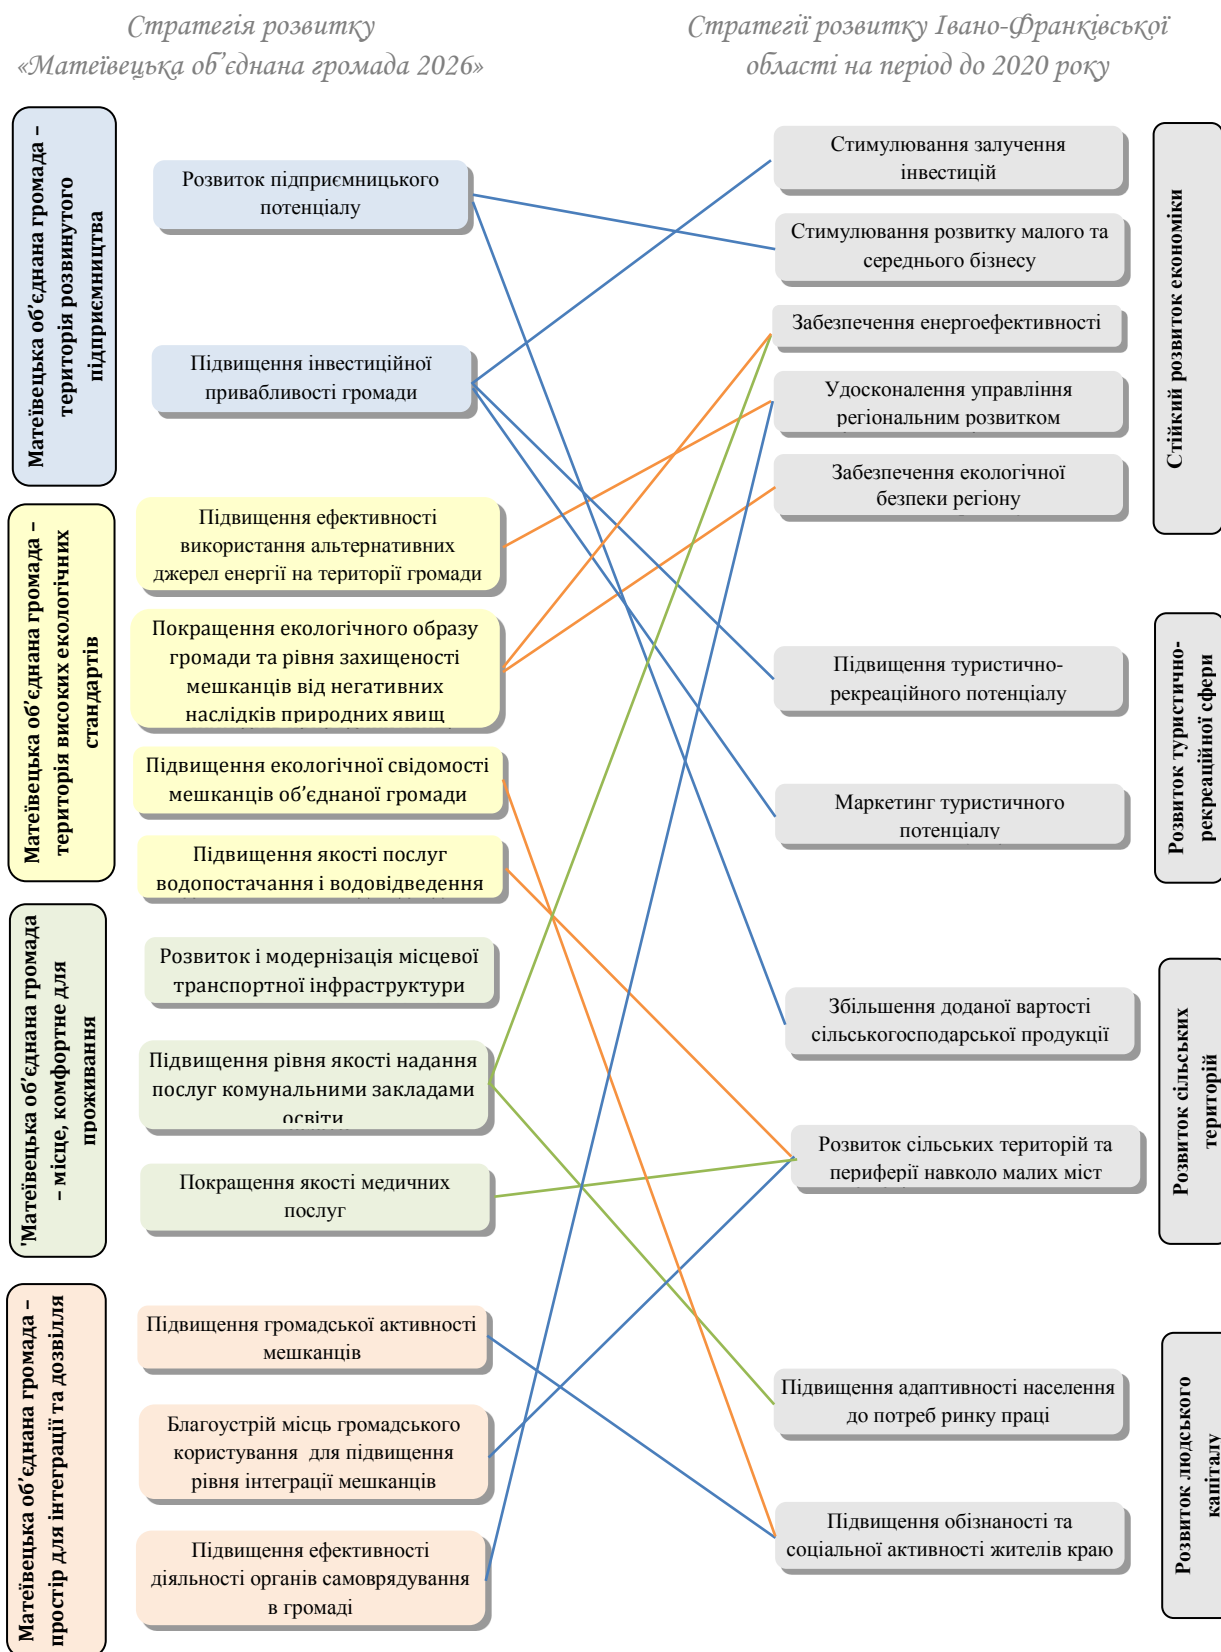 Стратегія розвитку
«Матеївецька об’єднана громада 2026»
Стратегії розвитку Івано-Франківської
області на період до 2020 року
Матеївецька об’єднана громада –
територія розвинутого
підприємництва
Розвиток підприємницького
потенціалу
Підвищення інвестиційної
привабливості громади
Матеївецька об’єднана громада –
територія високих екологічних
стандартів
Підвищення ефективності
використання альтернативних
джерел енергії на території громади
Покращення екологічного образу
громади та рівня захищеності
мешканців від негативних
наслідків природних явищ
Підвищення екологічної свідомості
мешканців об’єднаної громади
Підвищення якості послуг
водопостачання і водовідведення
'Матеївецька об’єднана громада
– місце, комфортне для
проживання
Розвиток і модернізація місцевої
транспортної інфраструктури
Підвищення рівня якості надання
послуг комунальними закладами
освіти
Покращення якості медичних
послуг
Матеївецька об’єднана громада –
простір для інтеграції та дозвілля
Підвищення громадської активності
мешканців
Благоустрій місць громадського
користування для підвищення
рівня інтеграції мешканців
Підвищення ефективності
діяльності органів самоврядування
в громаді
Стимулювання залучення
інвестицій
Стимулювання розвитку малого та
середнього бізнесу
Забезпечення енергоефективності
Удосконалення управління
регіональним розвитком
Забезпечення екологічної
безпеки регіону
Стійкий розвиток економіки
Підвищення туристично-
рекреаційного потенціалу
Маркетинг туристичного
потенціалу
Розвиток туристично-
рекреаційної сфери
Збільшення доданої вартості
сільськогосподарської продукції
Розвиток сільських територій та
периферії навколо малих міст
Розвиток сільських
територій
Підвищення адаптивності населення
до потреб ринку праці
Підвищення обізнаності та
соціальної активності жителів краю
Розвиток людського
капіталу